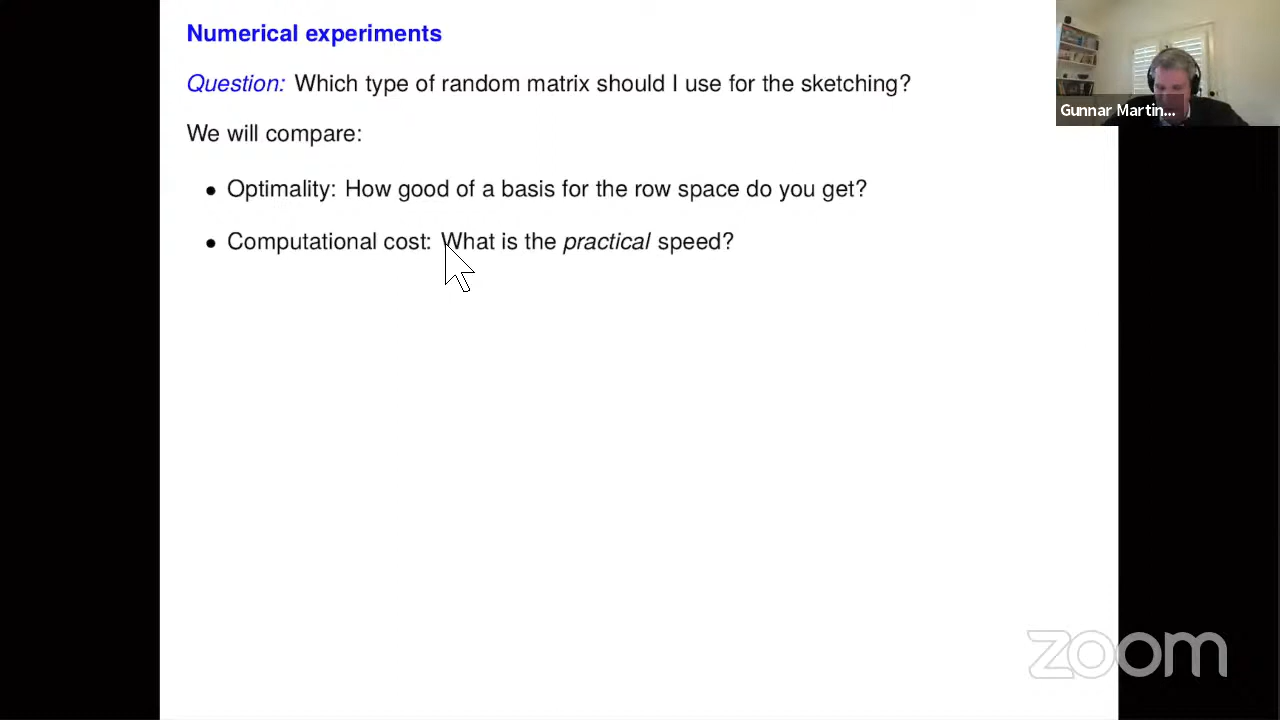 Numerical experiments
Question: Which type of random matrix should I use for the sketching?
We will compare:
• Optimality: How good of a basis for the row space do you get?
• Computational cost: What is the practical speed?
Gunnar Martin...
zoom